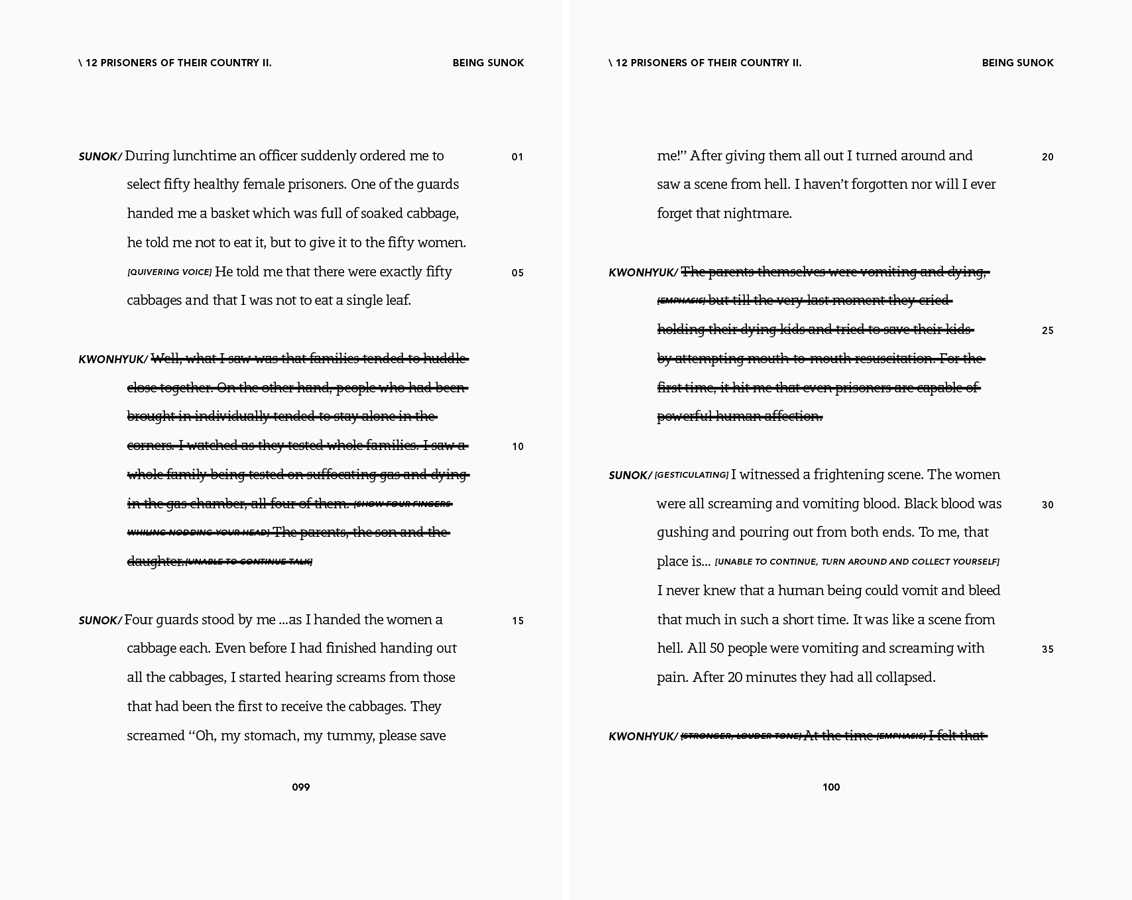 \ 12 PRISONERS OF THEIR COUNTRY II.
BEING SUNOK
SUNOK/ During lunchtime an officer suddenly ordered me to
01
select fifty healthy female prisoners. One of the guards
handed me a basket which was full of soaked cabbage,
he told me not to eat it, but to give it to the fifty women.
[QUIVERING VOICE] He told me that there were exactly fifty
05
cabbages and that I was not to eat a single leaf.
KWONHYUK/ Well, what I saw was that families tended to huddle
close together. On the other hand, people who had been
brought in individually tended to stay alone in the
corners. I watched as they tested whole families. I saw a
10
whole family being tested on suffocating gas and dying
in the gas chamber, all four of them. [SHOW FOUR FINGERS
WHILING NODDING YOUR HEAD] The parents, the son and the
daughter.[UNABLE TO CONTINUE TALK]
SUNOK/ Four guards stood by me ...as I handed the women a
15
cabbage each. Even before I had finished handing out
all the cabbages, I started hearing screams from those
that had been the first to receive the cabbages. They
screamed “Oh, my stomach, my tummy, please save
099
\ 12 PRISONERS OF THEIR COUNTRY II.
BEING SUNOK
me!” After giving them all out I turned around and
20
saw a scene from hell. I haven’t forgotten nor will I ever
forget that nightmare.
KWONHYUK/ The parents themselves were vomiting and dying,
[EMPHASIS] but till the very last moment they cried
holding their dying kids and tried to save their kids
25
by attempting mouth-to-mouth resuscitation. For the
first time, it hit me that even prisoners are capable of
powerful human affection.
SUNOK/ [GESTICULATING] I witnessed a frightening scene. The women
were all screaming and vomiting blood. Black blood was
30
gushing and pouring out from both ends. To me, that
place is... [UNABLE TO CONTINUE, TURN AROUND AND COLLECT YOURSELF]
I never knew that a human being could vomit and bleed
that much in such a short time. It was like a scene from
hell. All 50 people were vomiting and screaming with
35
pain. After 20 minutes they had all collapsed.
KWONHYUK/ [STRONGER, LOUDER TONE] At the time [EMPHASIS] I felt that
100